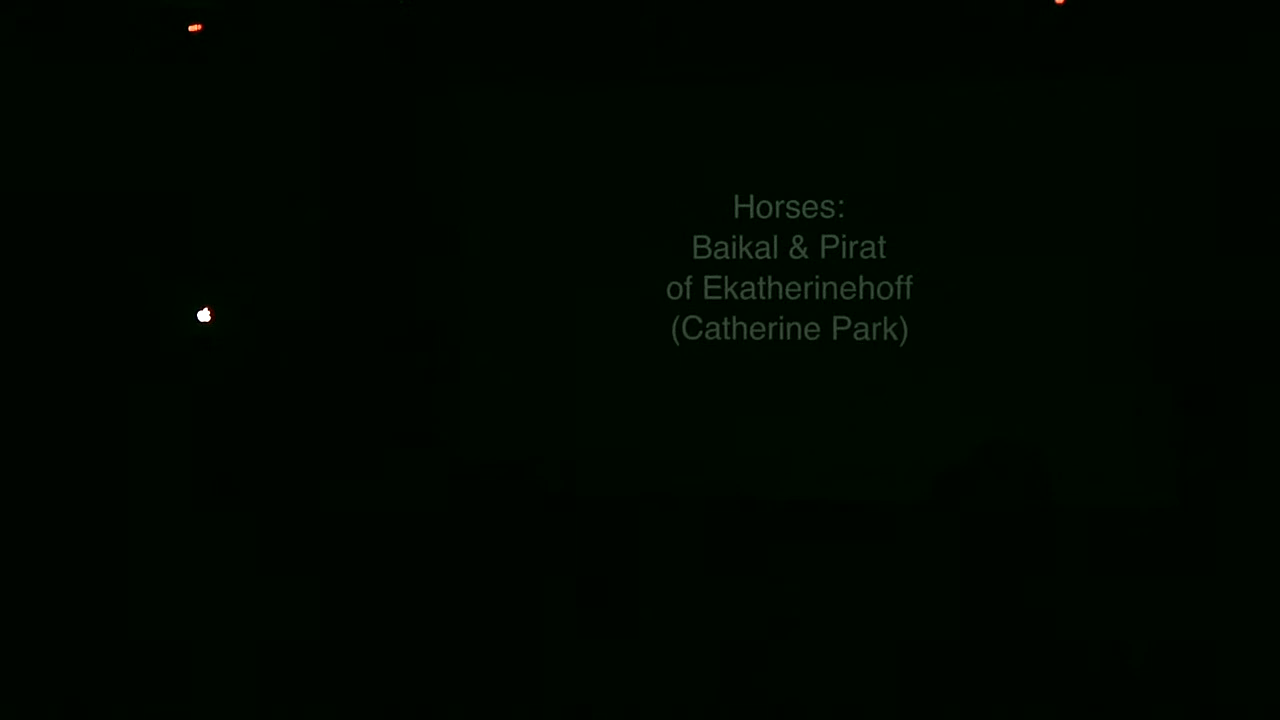 Horses:
Baikal & Pirat
of Ekatherinehoff
(Catherine Park)